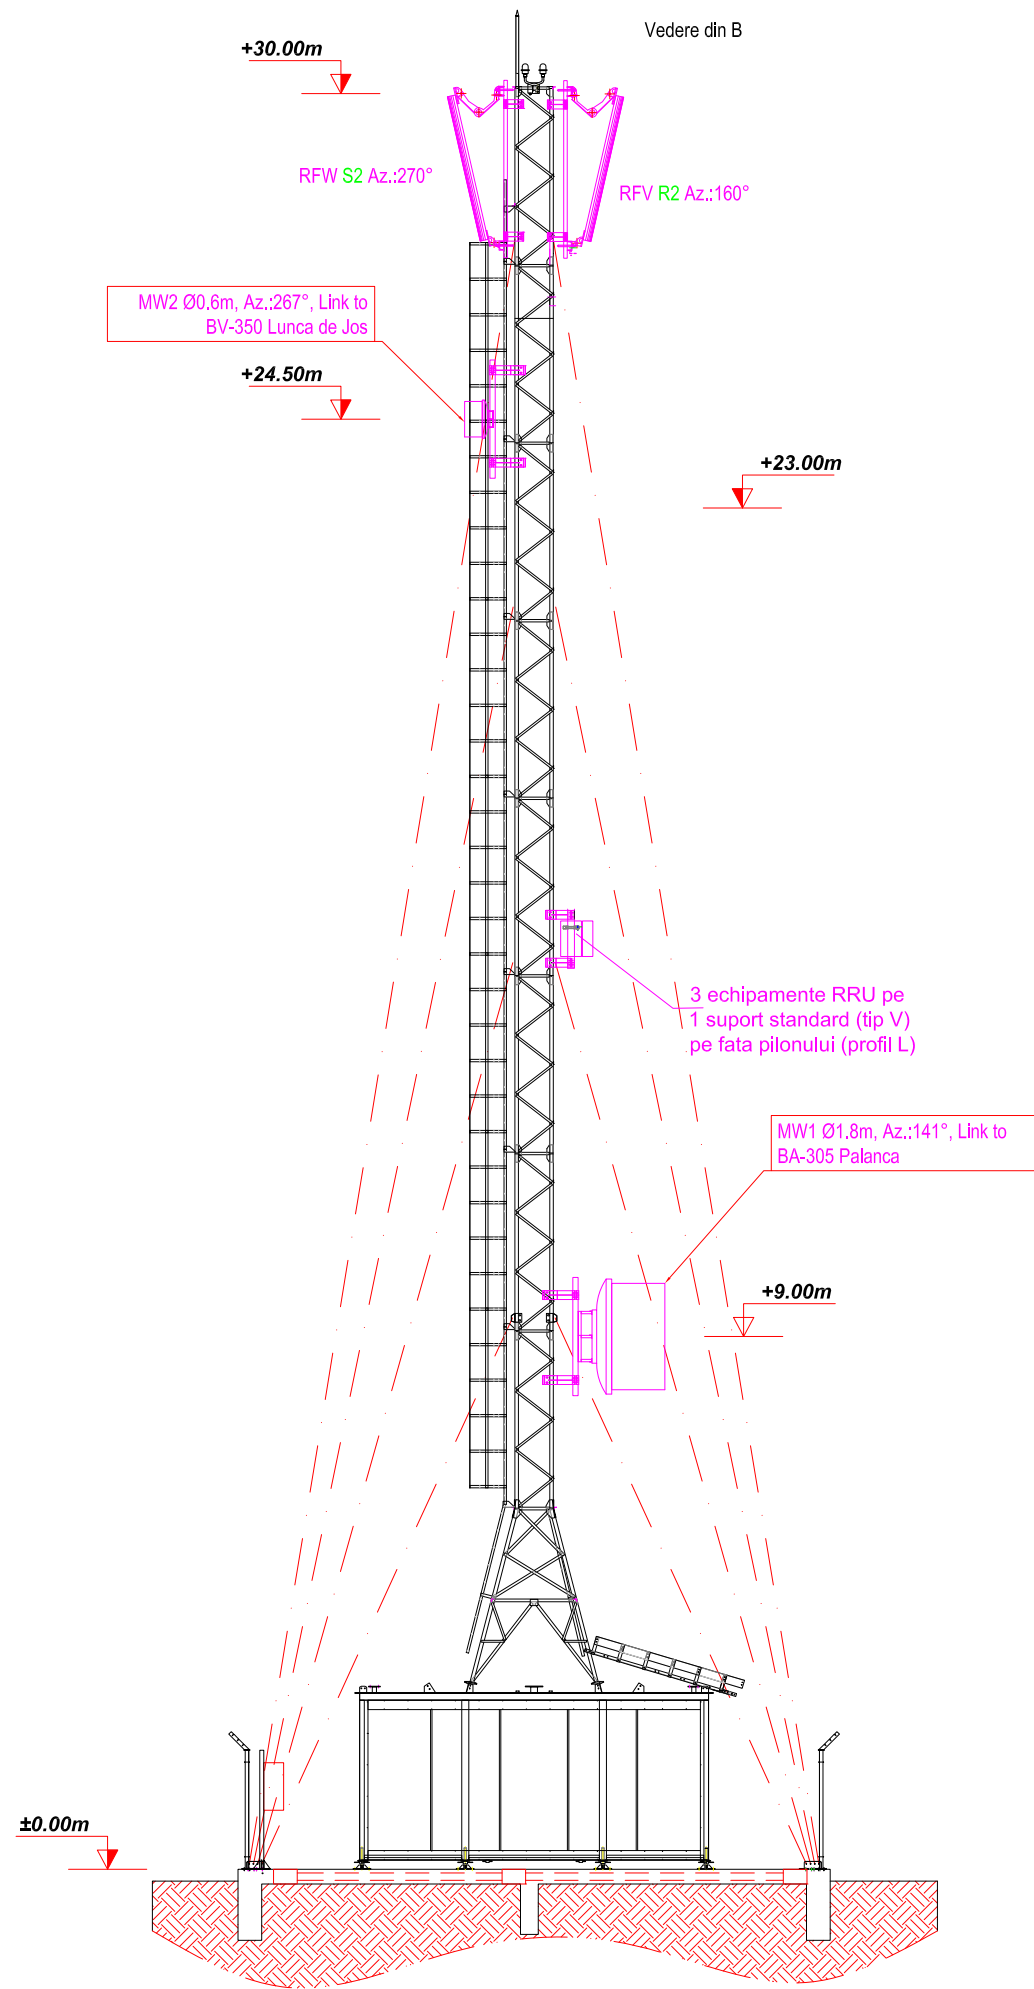 Vedere din B
+30.00m
RFW S2 Az.:270°
RFV R2 Az.:160°
MW2 Ø0.6m, Az.:267°, Link to
BV-350 Lunca de Jos
+24.50m
+23.00m
3 echipamente RRU pe
1 suport standard (tip V)
pe fata pilonului (profil L)
MW1 Ø1.8m, Az.:141°, Link to
BA-305 Palanca
+9.00m
±0.00m